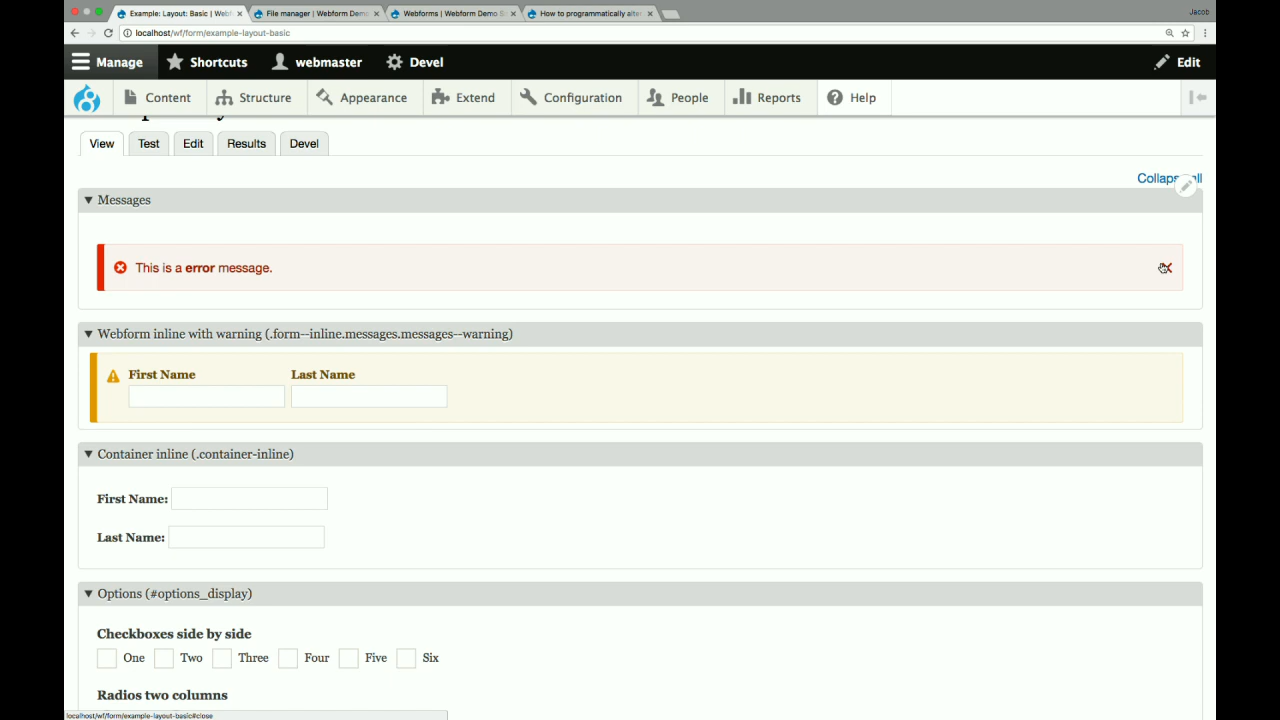 Example: Layout: Basic | Webf
File manager | Webform Demo
Webforms | Webform Demo S
How to programmatically alter
Jacob
localhost/wf/form/example-layout-basic
Manage
Shortcuts
webmaster
Devel
Edit
Content
Structure
Appearance
Extend
Configuration
People
Reports
Help
View
Test
Edit
Results
Devel
Messages
This is a error message.
Webform inline with warning (.form--inline.messages.messages--warning)
First Name Last Name
Container inline (.container-inline)
First Name:
Last Name:
Options (#options_display)
Checkboxes side by side
One Two Three Four Five Six
Radios two columns
localhost/wf/form/example-layout-basic#close